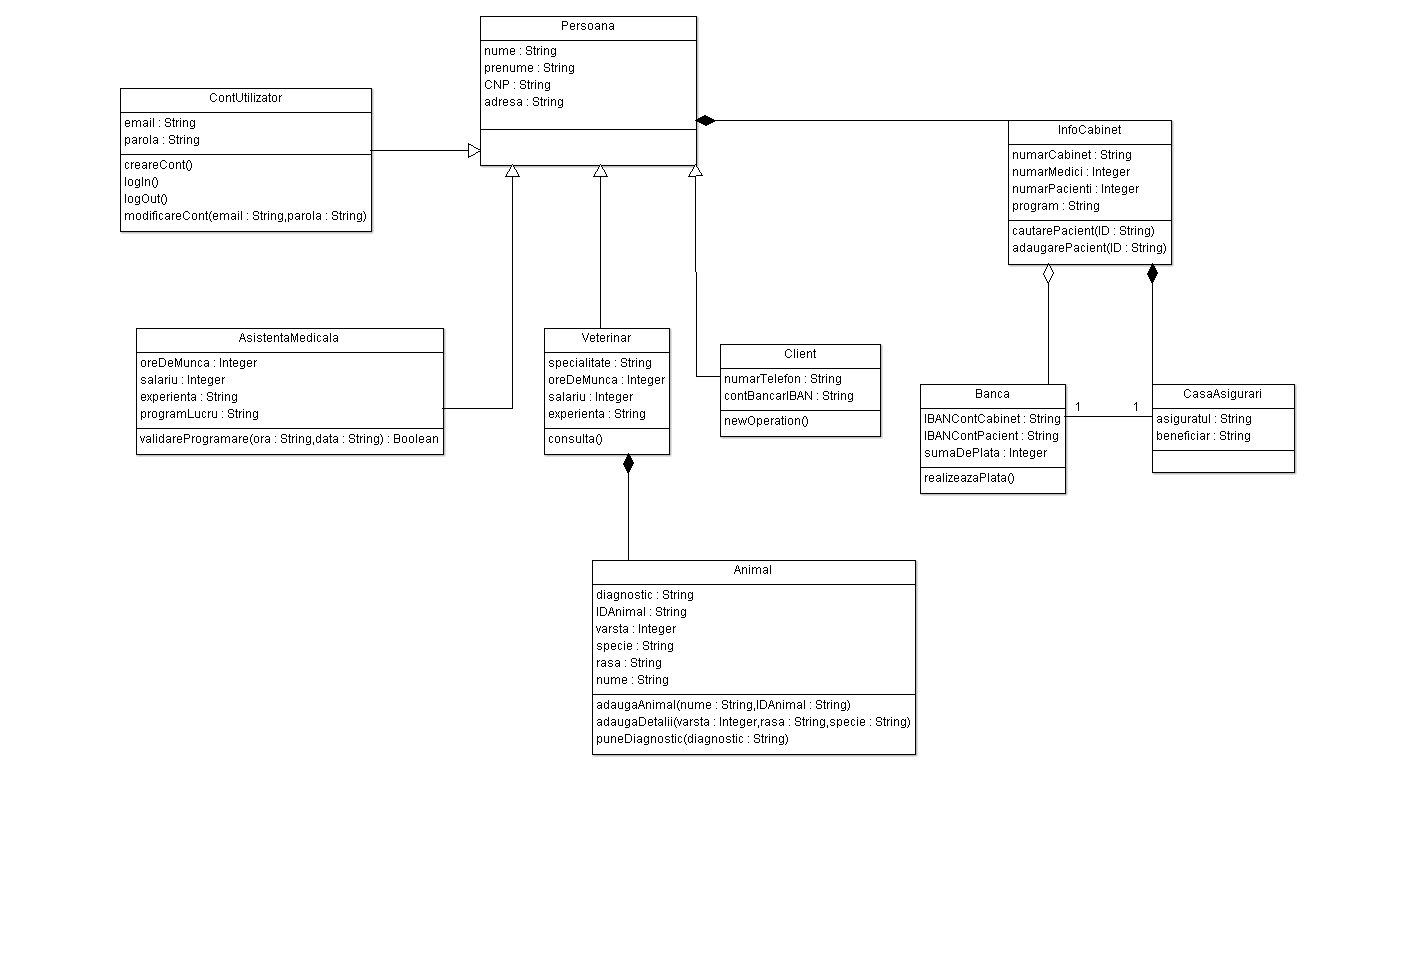 Persoana
nume : String
prenume : String
CNP : String
adresa : String
ContUtilizator
email : String
parola : String
creareCont()
logIn()
logOut()
modificareCont(email : String,parola : String)
InfoCabinet
numarCabinet : String
numarMedici : Integer
numarPacienti : Integer
program : String
cautarePacient(ID : String)
adaugarePacient(ID : String)
AsistentaMedicala
oreDeMunca : Integer
salariu : Integer
experienta : String
programLucru : String
validareProgramare(ora : String,data : String) : Boolean
Veterinar
specialitate : String
oreDeMunca : Integer
salariu : Integer
experienta : String
consulta()
Client
numarTelefon : String
contBancarIBAN : String
newOperation()
Banca
IBANContCabinet : String
IBANContPacient : String
sumaDePlata : Integer
realizeazaPlata()
1
1
CasaAsigurari
asiguratul : String
beneficiar : String
Animal
diagnostic : String
IDAnimal : String
varsta : Integer
specie : String
rasa : String
nume : String
adaugaAnimal(nume : String,IDAnimal : String)
adaugaDetalii(varsta : Integer,rasa : String,specie : String)
puneDiagnostic(diagnostic : String)